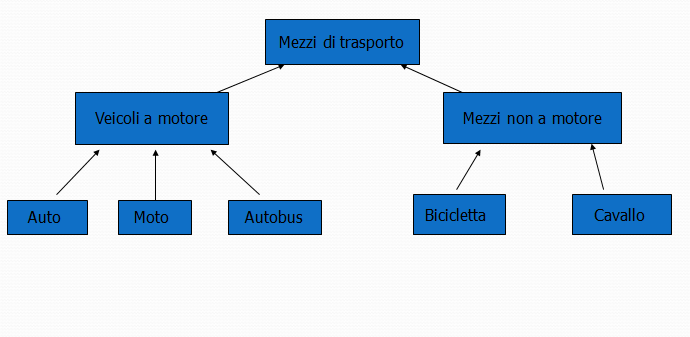 Mezzi di trasporto
Veicoli a motore
Mezzi non a motore
Auto
Moto
Autobus
Bicicletta
Cavallo